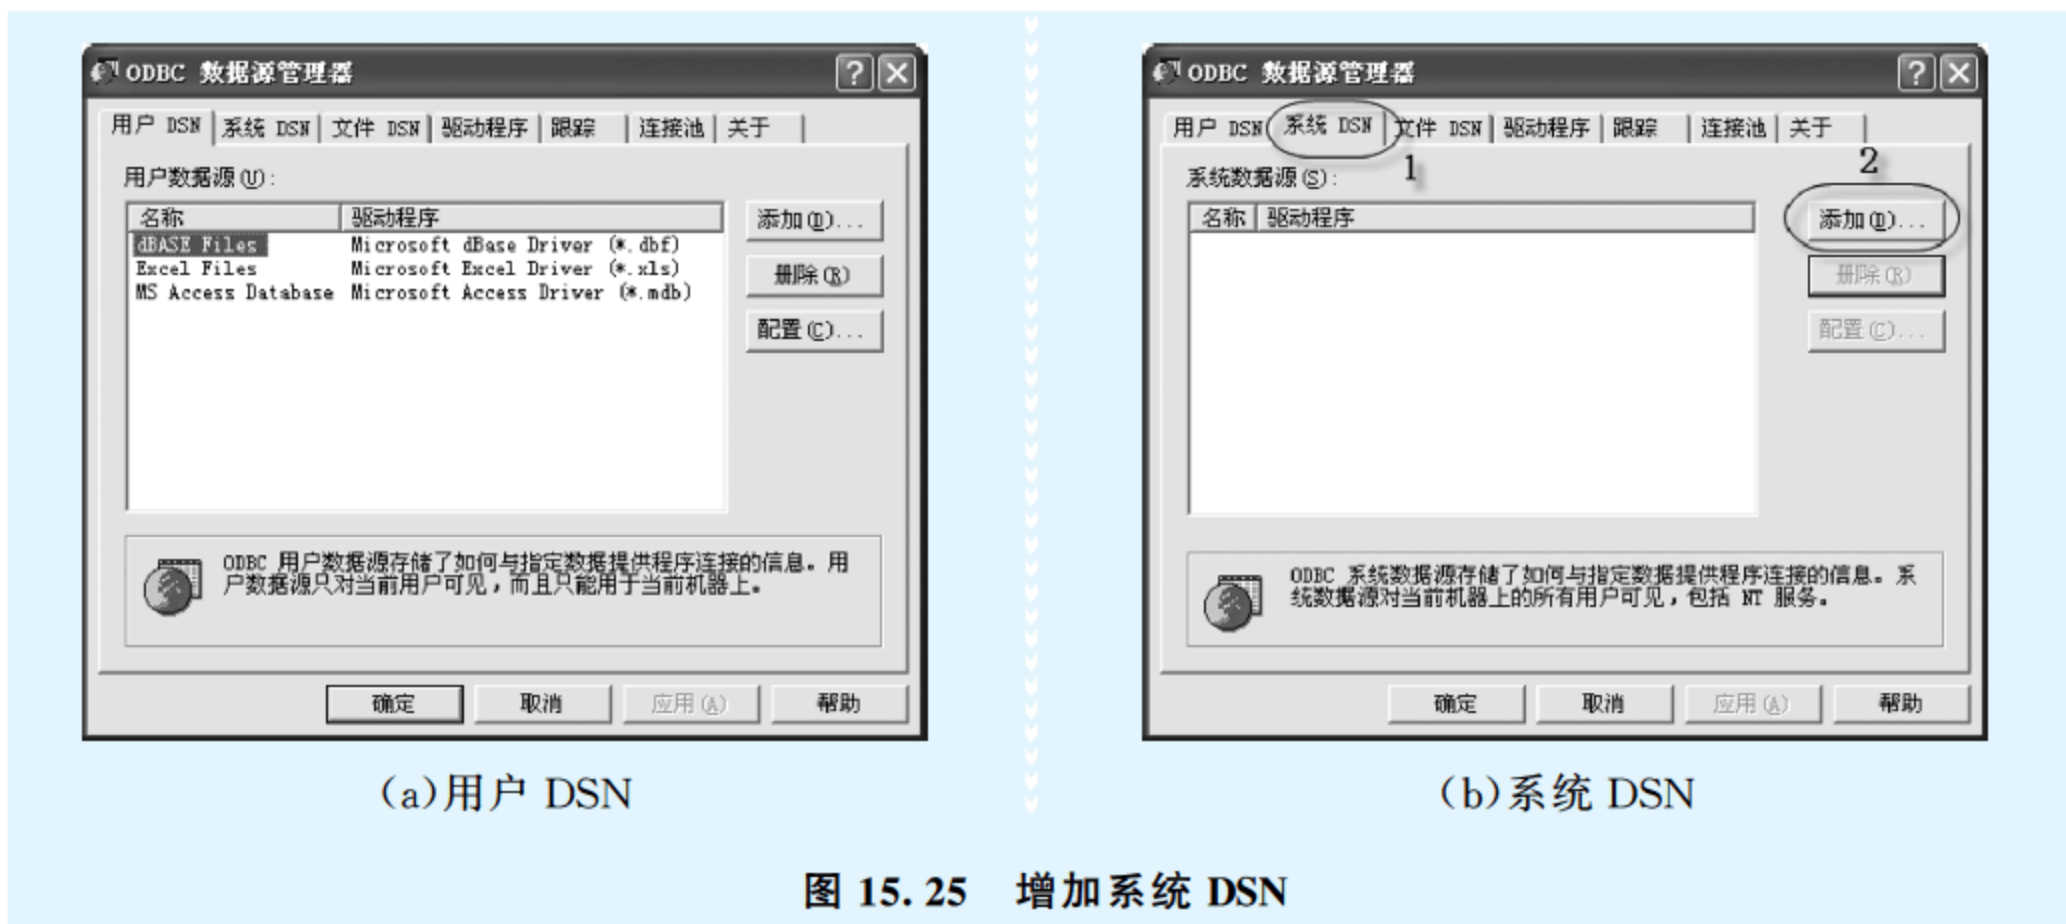 ODBC 数据源管理器
用户 DSN 系统 DSN 文件 DSN 驱动程序 跟踪 连接池 关于
用户数据源(U):
名称 驱动程序
dBASE Files Microsoft dBase Driver (*.dbf)
Excel Files Microsoft Excel Driver (*.xls)
MS Access Database Microsoft Access Driver (*.mdb)
添加(D)...
删除(R)
配置(C)...
ODBC 用户数据源存储了如何与指定数据提供程序连接的信息。用
户数据源只对当前用户可见，而且只能用于当前机器上。
确定 取消 应用(A) 帮助
(a)用户 DSN
ODBC 数据源管理器
用户 DSN 系统 DSN 文件 DSN 驱动程序 跟踪 连接池 关于
1
2
系统数据源(S):
名称 驱动程序
添加(D)...
删除(R)
配置(C)...
ODBC 系统数据源存储了如何与指定数据提供程序连接的信息。系
统数据源对当前机器上的所有用户可见，包括 NT 服务。
确定 取消 应用(A) 帮助
(b)系统 DSN
图 15.25 增加系统 DSN